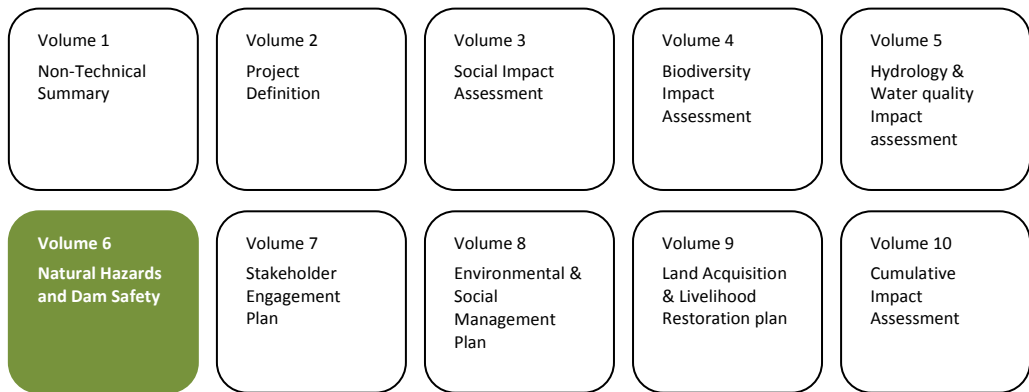 Volume 1
Non-Technical
Summary
Volume 2
Project
Definition
Volume 3
Social Impact
Assessment
Volume 4
Biodiversity
Impact
Assessment
Volume 5
Hydrology &
Water quality
Impact
assessment
Volume 6
Natural Hazards
and Dam Safety
Volume 7
Stakeholder
Engagement
Plan
Volume 8
Environmental &
Social
Management
Plan
Volume 9
Land Acquisition
& Livelihood
Restoration plan
Volume 10
Cumulative
Impact
Assessment